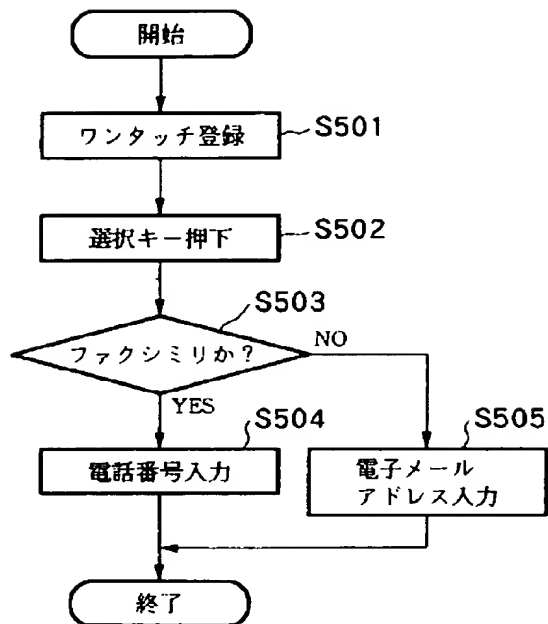 開始
ワンタッチ登録
S501
選択キー押下
S502
S503
ファクシミリか?
NO
YES
S504
S505
電話番号入力
電子メール
アドレス入力
終了